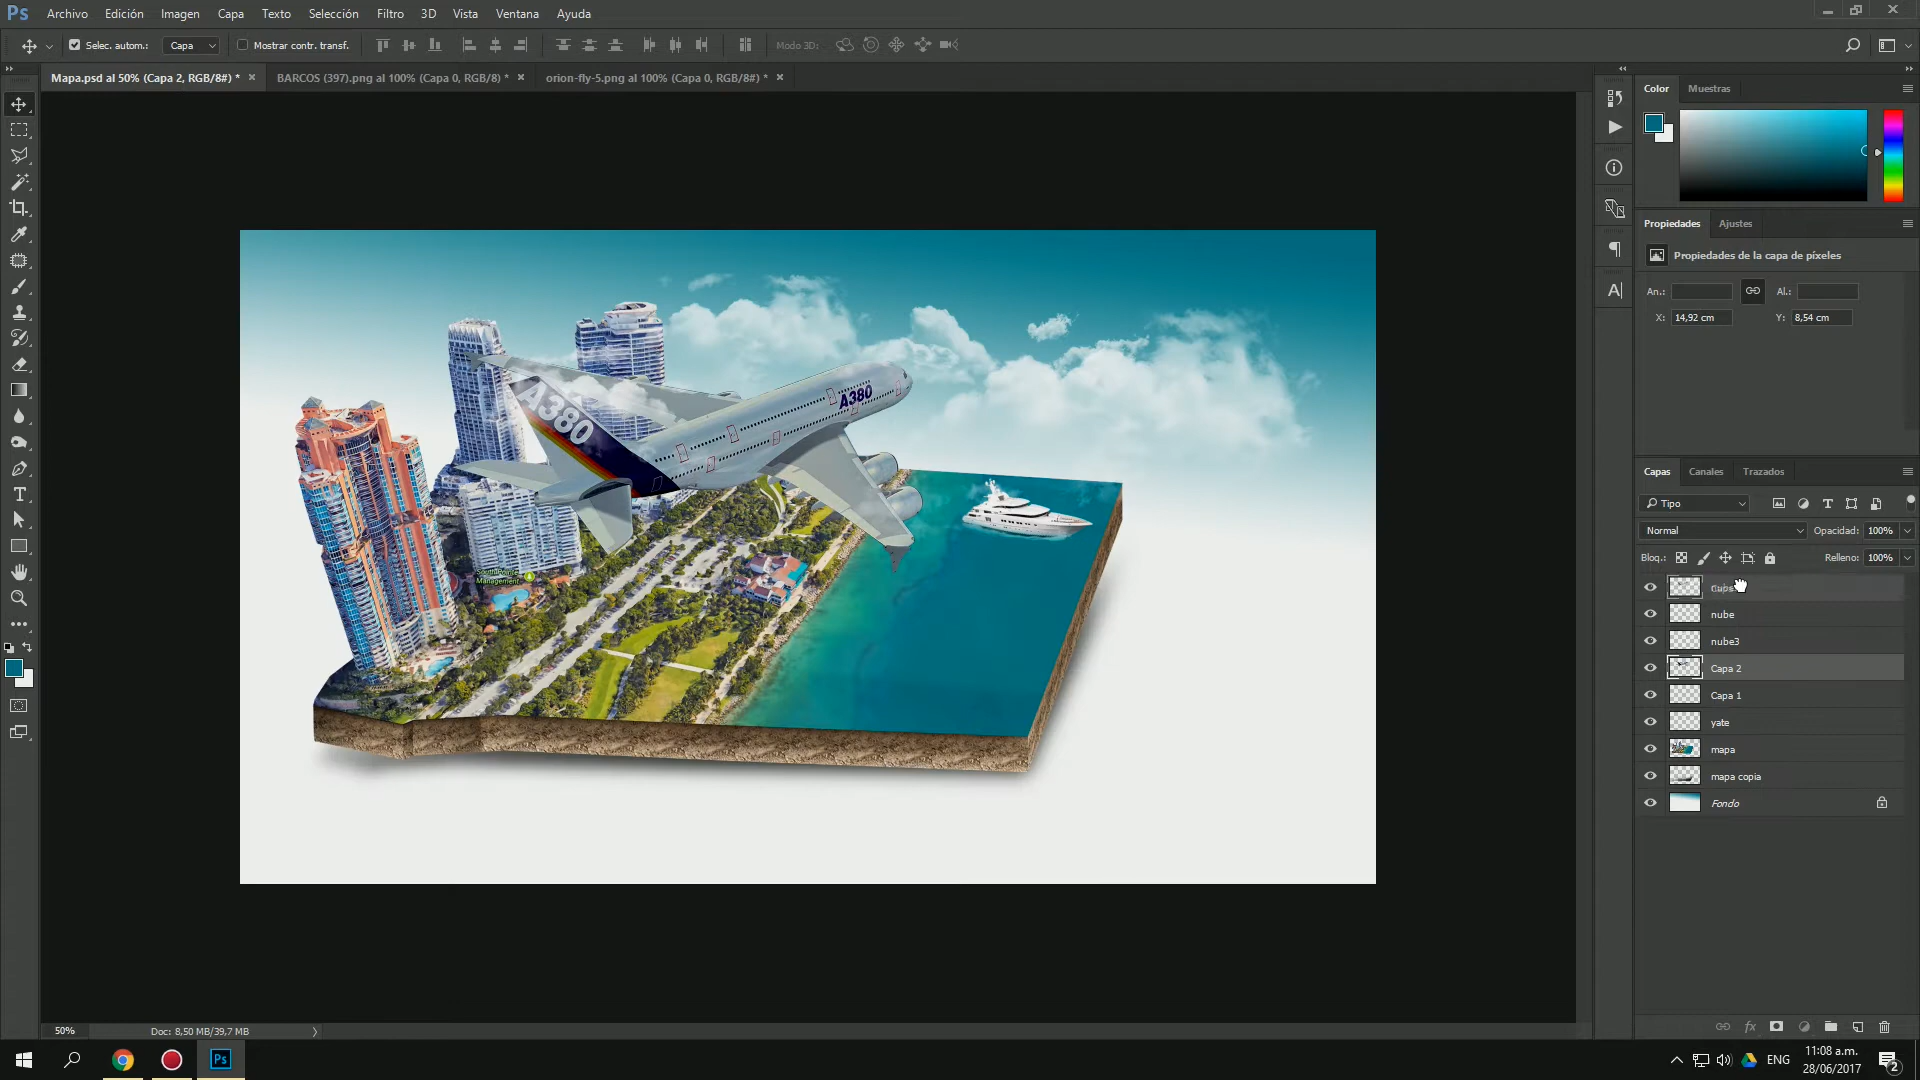 Ps Archivo Edición Imagen Capa Texto Selección Filtro 3D Vista Ventana Ayuda
Selec. autom.: Capa Mostrar contr. transf. Modo 3D:
Mapa.psd al 50% (Capa 2, RGB/8#) * × BARCOS (397).png al 100% (Capa 0, RGB/8) * × orion-fly-5.png al 100% (Capa 0, RGB/8#) * ×
Color Muestras
Propiedades Ajustes
Propiedades de la capa de píxeles
An.: Al.:
X: 14,92 cm Y: 8,54 cm
A380
A380
South Pointe
Management
Capas Canales Trazados
Tipo
Normal Opacidad: 100%
Bloq.: Relleno: 100%
nube
nube3
Capa 2
Capa 1
yate
mapa
mapa copia
Fondo
50% Doc: 8,50 MB/39,7 MB
Ps
ENG
11:08 a.m.
28/06/2017
2